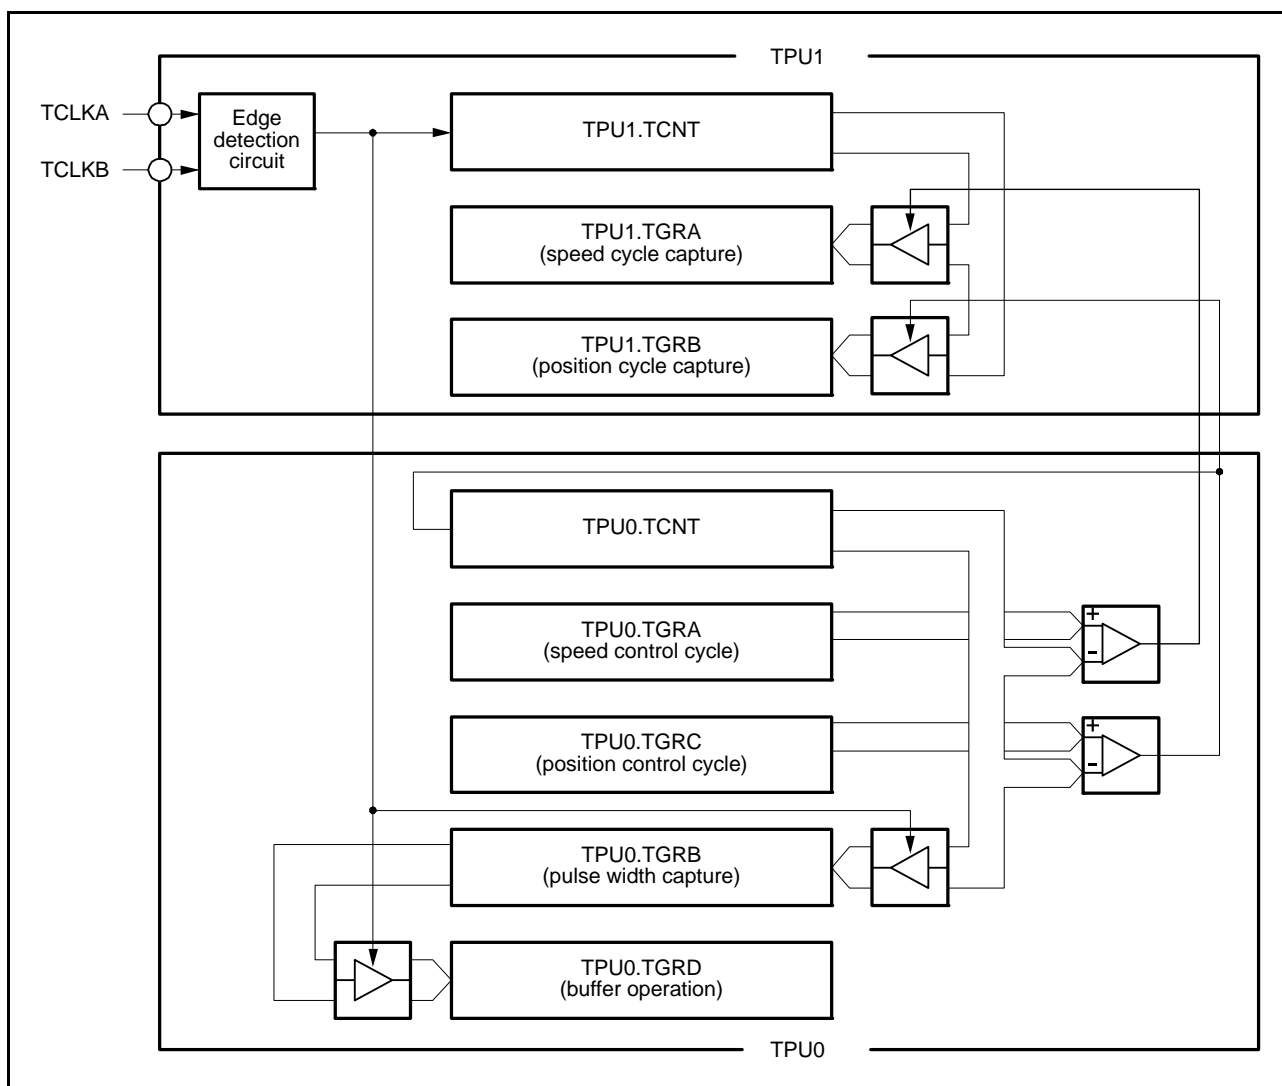 TPU1
TCLKA
TCLKB
Edge
detection
circuit
TPU1.TCNT
TPU1.TGRA
(speed cycle capture)
TPU1.TGRB
(position cycle capture)
TPU0.TCNT
TPU0.TGRA
(speed control cycle)
+
-
TPU0.TGRC
(position control cycle)
+
-
TPU0.TGRB
(pulse width capture)
TPU0.TGRD
(buffer operation)
TPU0